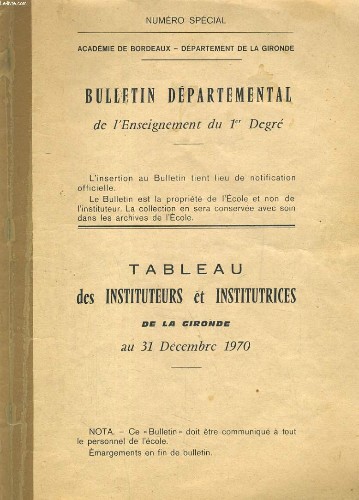 NUMÉRO SPÉCIAL
ACADÉMIE DE BORDEAUX – DÉPARTEMENT DE LA GIRONDE
BULLETIN DÉPARTEMENTAL
de l'Enseignement du 1er Degré
L'insertion au Bulletin tient lieu de notification
officielle.
Le Bulletin est la propriété de l'École et non de
l'instituteur. La collection en sera conservée avec soin
dans les archives de l'École.
TABLEAU
des INSTITUTEURS et INSTITUTRICES
DE LA GIRONDE
au 31 Décembre 1970
NOTA. – Ce «Bulletin» doit être communiqué à tout
le personnel de l'école.
Émargements en fin de bulletin.